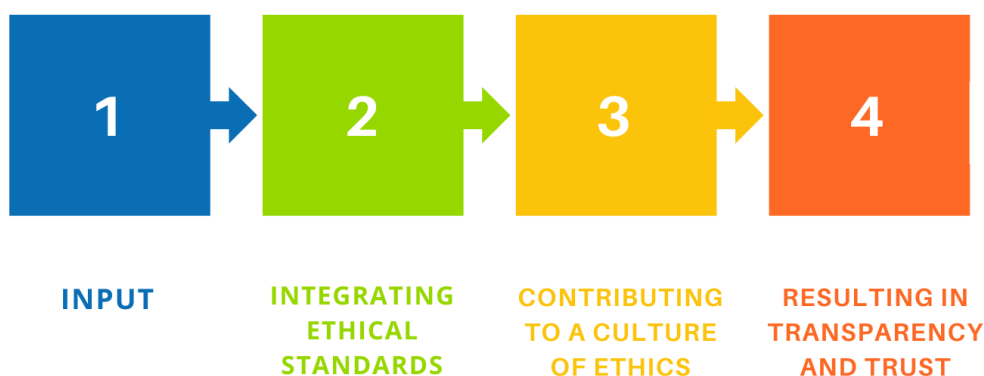 1
2
3
4
INPUT
INTEGRATING
ETHICAL
STANDARDS
CONTRIBUTING
TO A CULTURE
OF ETHICS
RESULTING IN
TRANSPARENCY
AND TRUST